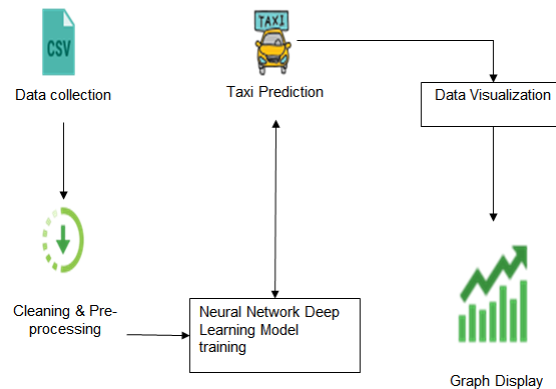 CSV
Data collection
TAXI
Taxi Prediction
Data Visualization
Cleaning & Pre-
processing
Neural Network Deep
Learning Model
training
Graph Display